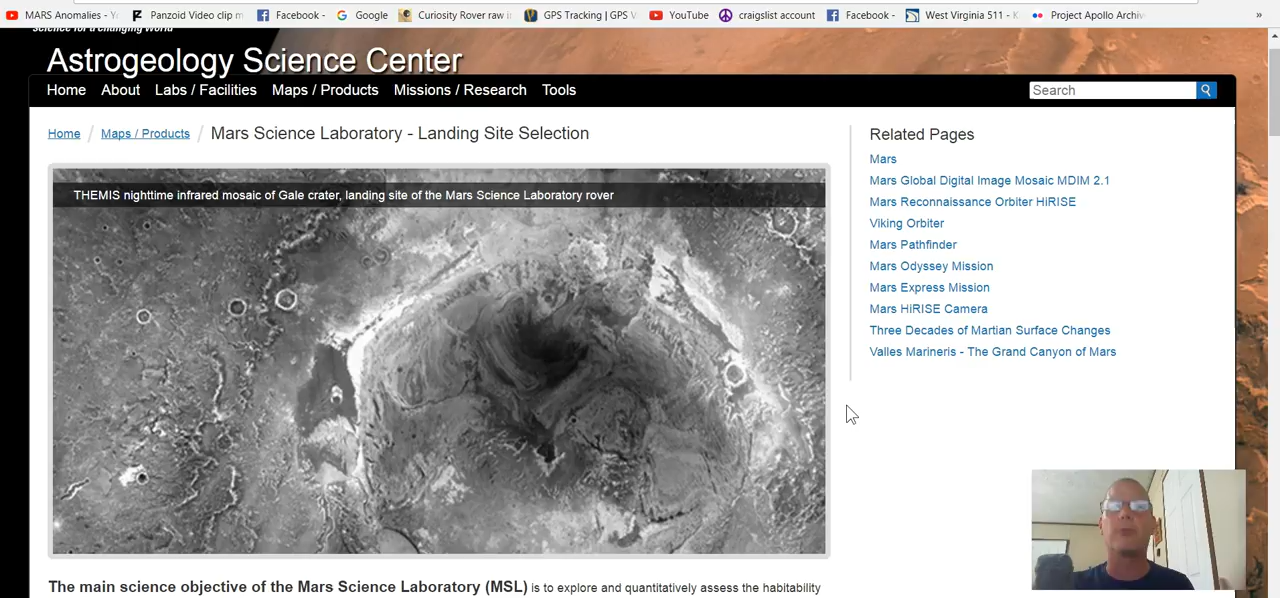 MARS Anomalies - Y
Panzoid Video clip m
Facebook -
Google
Curiosity Rover raw i
GPS Tracking | GPS V
YouTube
craigslist account
Facebook -
West Virginia 511 - K
Project Apollo Archiv
»
Science for a changing world
Astrogeology Science Center
Home About Labs / Facilities Maps / Products Missions / Research Tools
Search
Home / Maps / Products / Mars Science Laboratory - Landing Site Selection
THEMIS nighttime infrared mosaic of Gale crater, landing site of the Mars Science Laboratory rover
Related Pages
Mars
Mars Global Digital Image Mosaic MDIM 2.1
Mars Reconnaissance Orbiter HiRISE
Viking Orbiter
Mars Pathfinder
Mars Odyssey Mission
Mars Express Mission
Mars HiRISE Camera
Three Decades of Martian Surface Changes
Valles Marineris - The Grand Canyon of Mars
The main science objective of the Mars Science Laboratory (MSL) is to explore and quantitatively assess the habitability